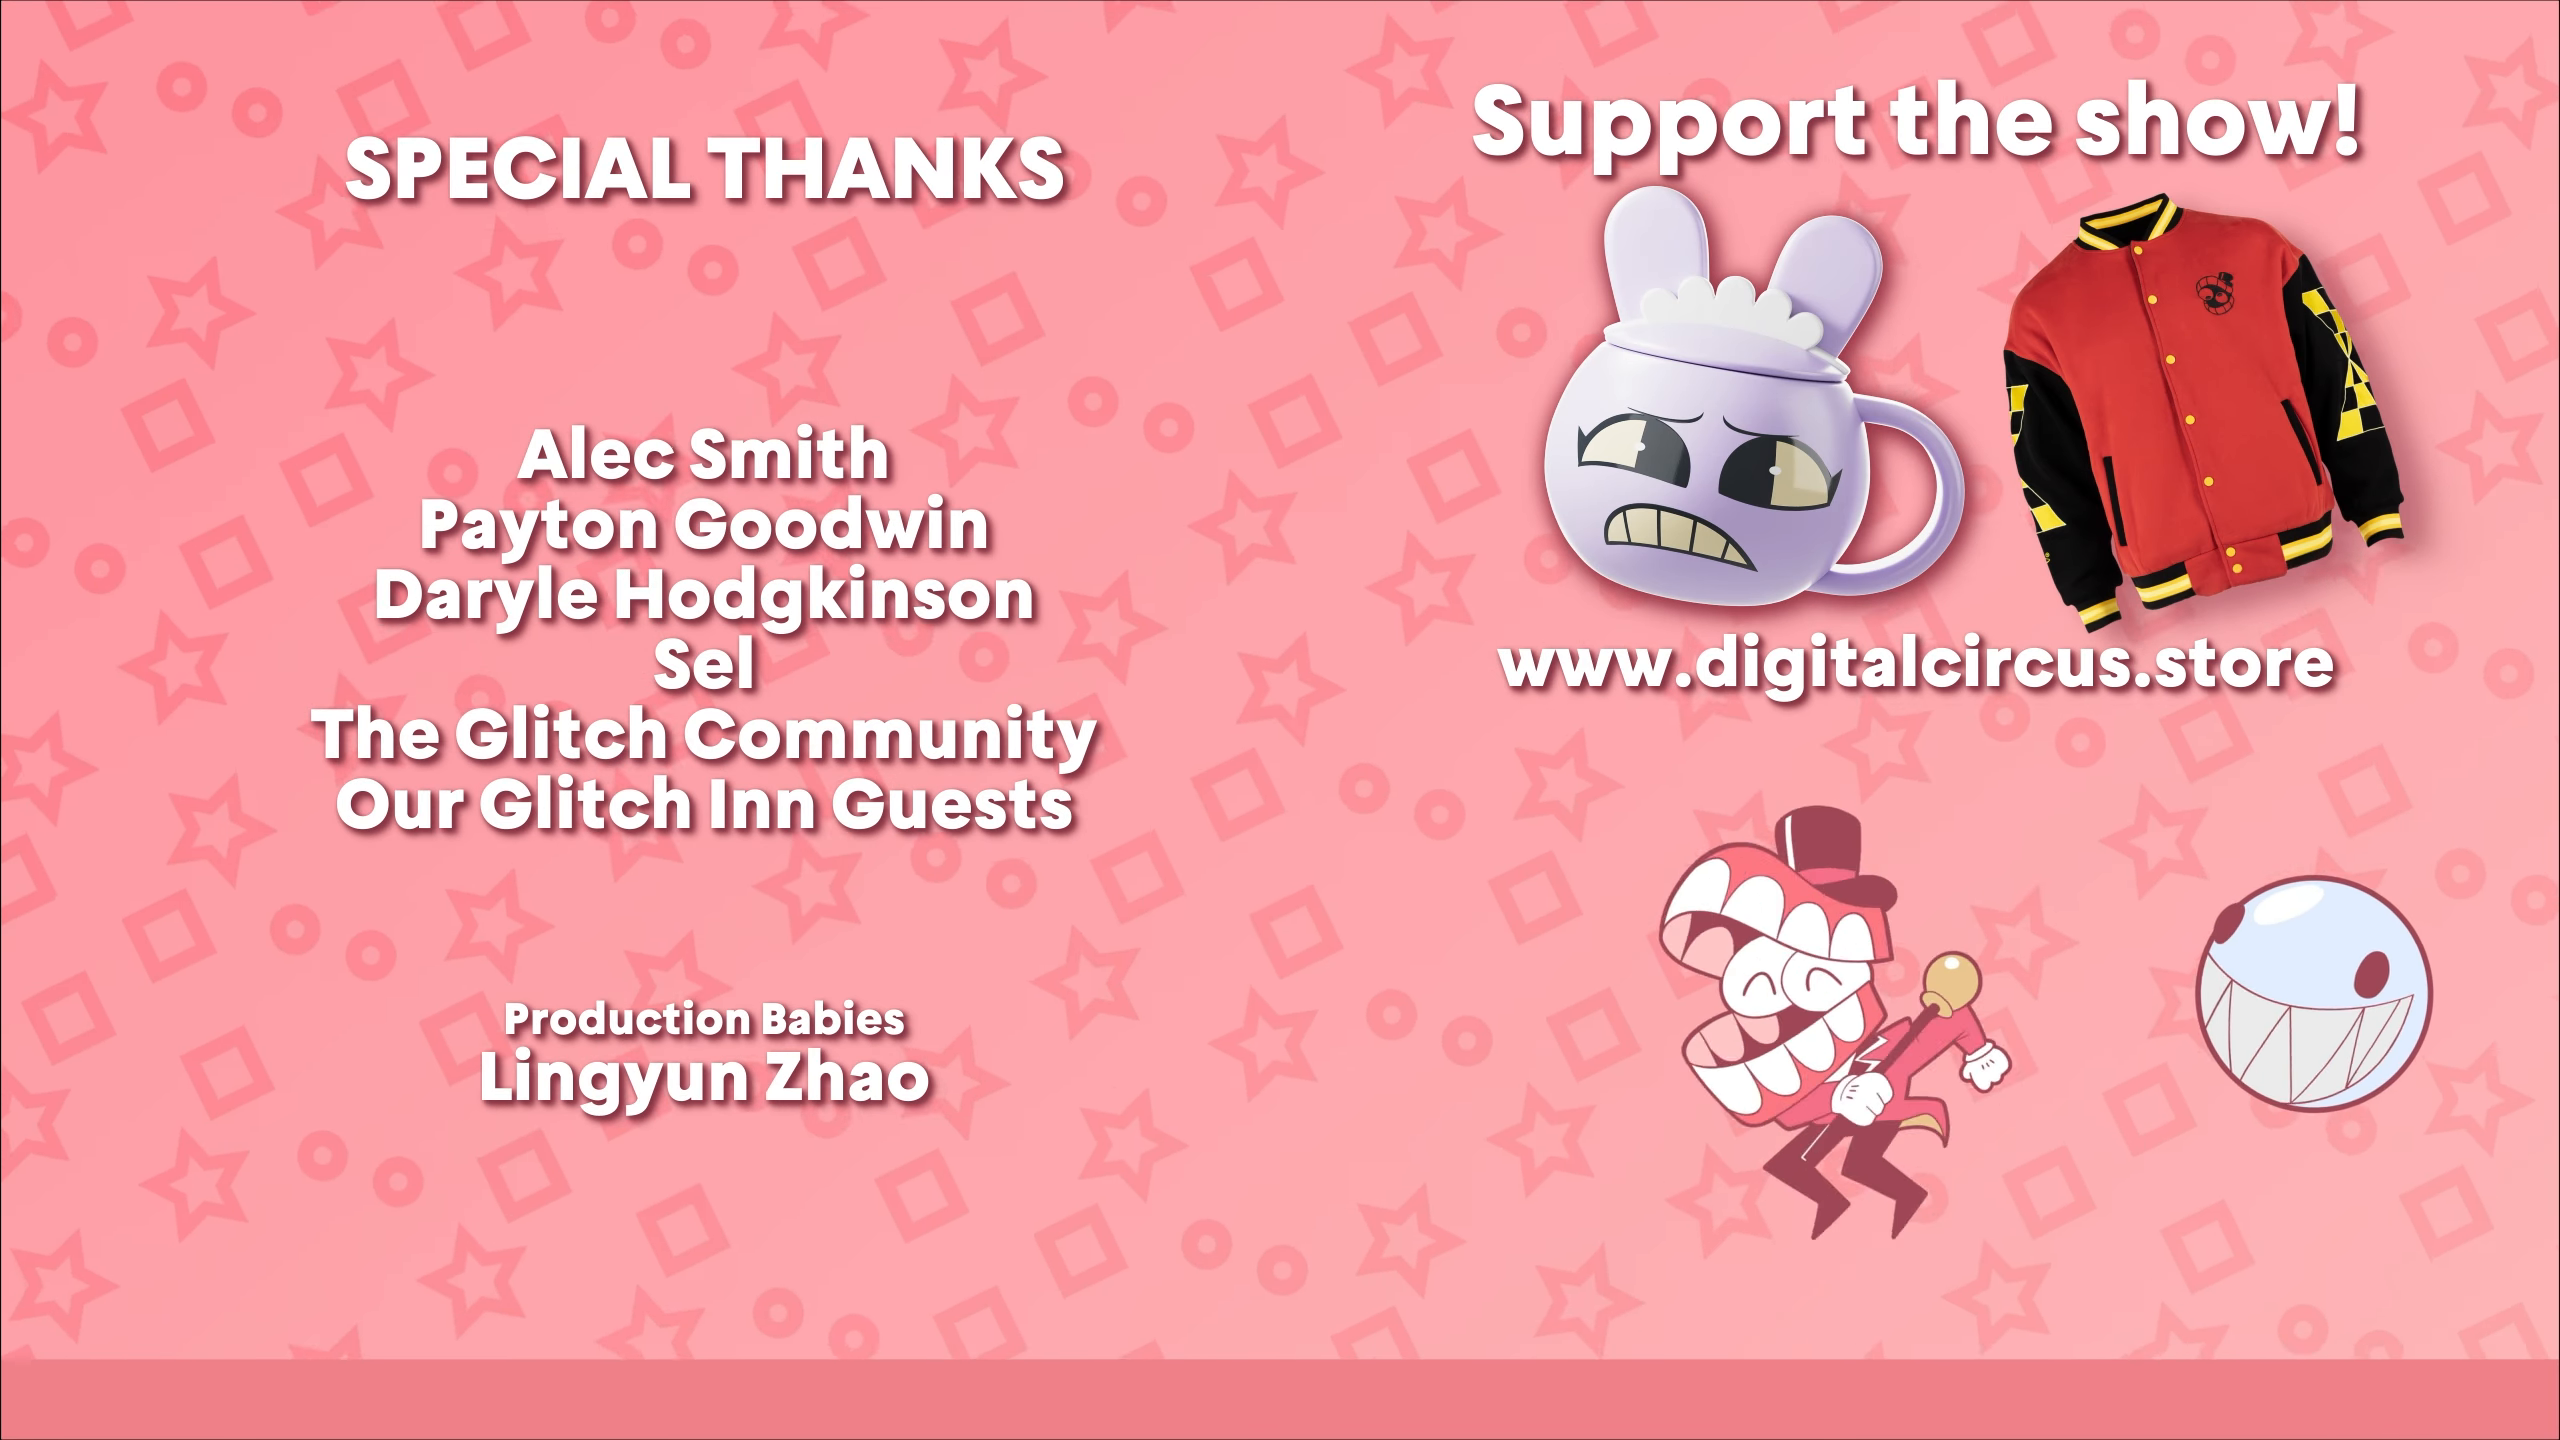 SPECIAL THANKS
Alec Smith
Payton Goodwin
Daryle Hodgkinson
Sel
The Glitch Community
Our Glitch Inn Guests
Production Babies
Lingyun Zhao
Support the show!
www.digitalcircus.store